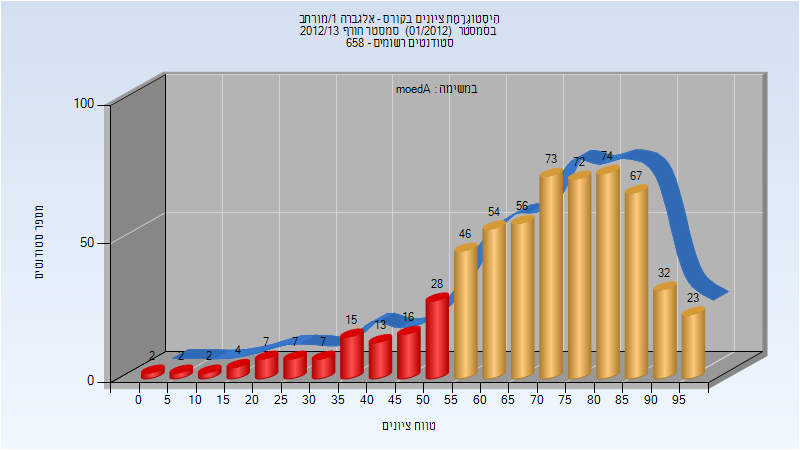 היסטוגרמת ציונים בקורס - אלגברה 1/מורחב
בסמסטר (01/2012) סמסטר חורף 2012/13
סטודנטים רשומים - 658
במשימה : moedA
מספר סטודנטים
100
50
0
2 2 2 4 7 7 7 15 13 16 28 46 54 56 73 72 74 67 32 23
0 5 10 15 20 25 30 35 40 45 50 55 60 65 70 75 80 85 90 95
טווח ציונים